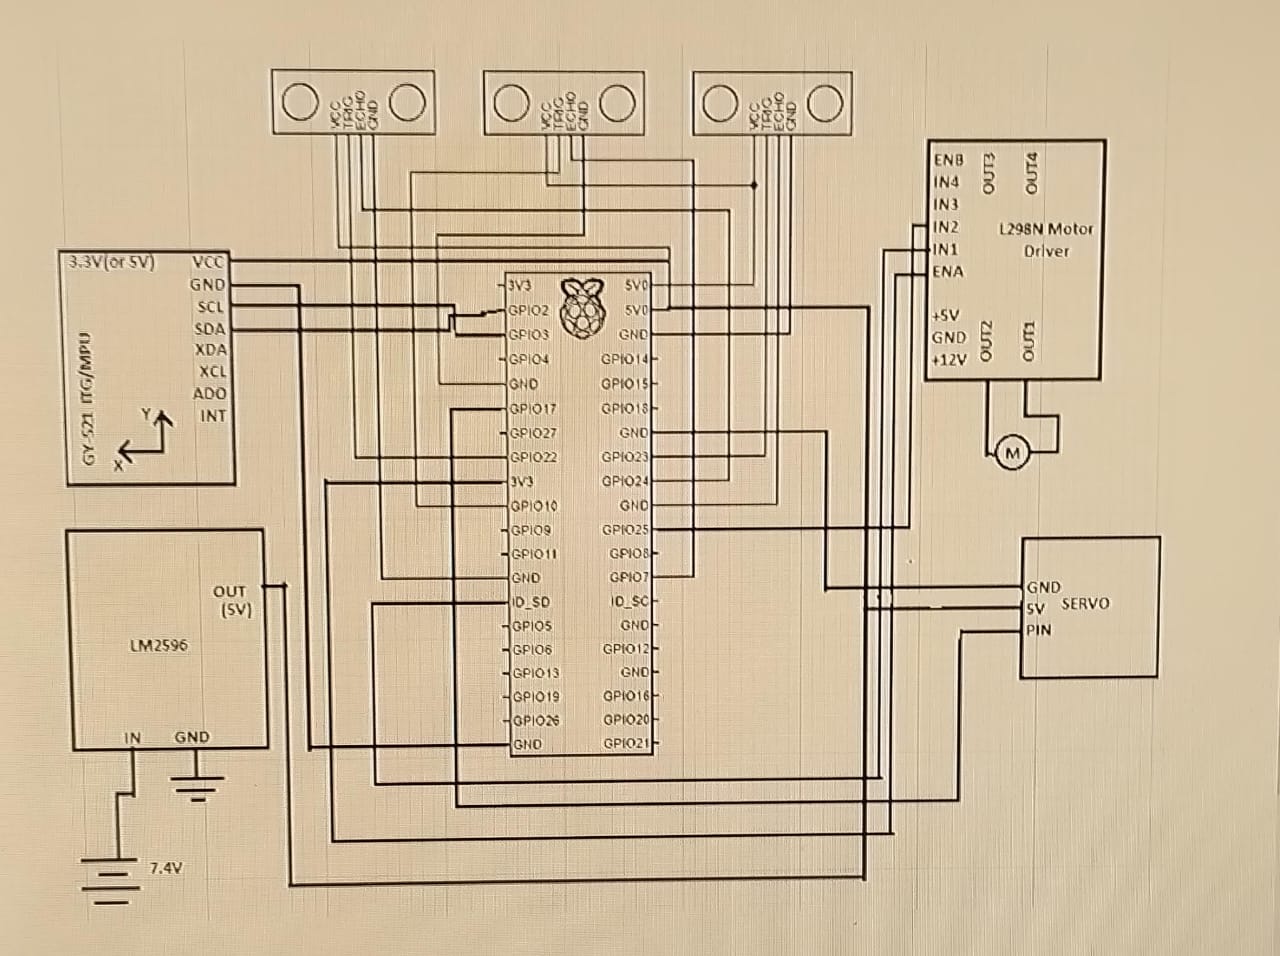 VCC TRIG ECHO GND
VCC TRIG ECHO GND
VCC TRIG ECHO GND
3.3V(or 5V)
VCC
GND
SCL
SDA
XDA
XCL
ADO
INT
GY-521 ITG/MPU
Y
X
3V3
GPIO2
GPIO3
GPIO4
GND
GPIO17
GPIO27
GPIO22
3V3
GPIO10
GPIO9
GPIO11
GND
ID_SD
GPIO5
GPIO6
GPIO13
GPIO19
GPIO26
GND
5V0
5V0
GND
GPIO14
GPIO15
GPIO18
GND
GPIO23
GPIO24
GND
GPIO25
GPIO8
GPIO7
ID_SC
GND
GPIO12
GND
GPIO16
GPIO20
GPIO21
ENB
IN4
IN3
IN2
IN1
ENA
+5V
GND
+12V
OUT3
OUT4
L298N Motor
Driver
OUT2
OUT1
M
OUT
(5V)
LM2596
IN GND
7.4V
GND
5V
PIN
SERVO